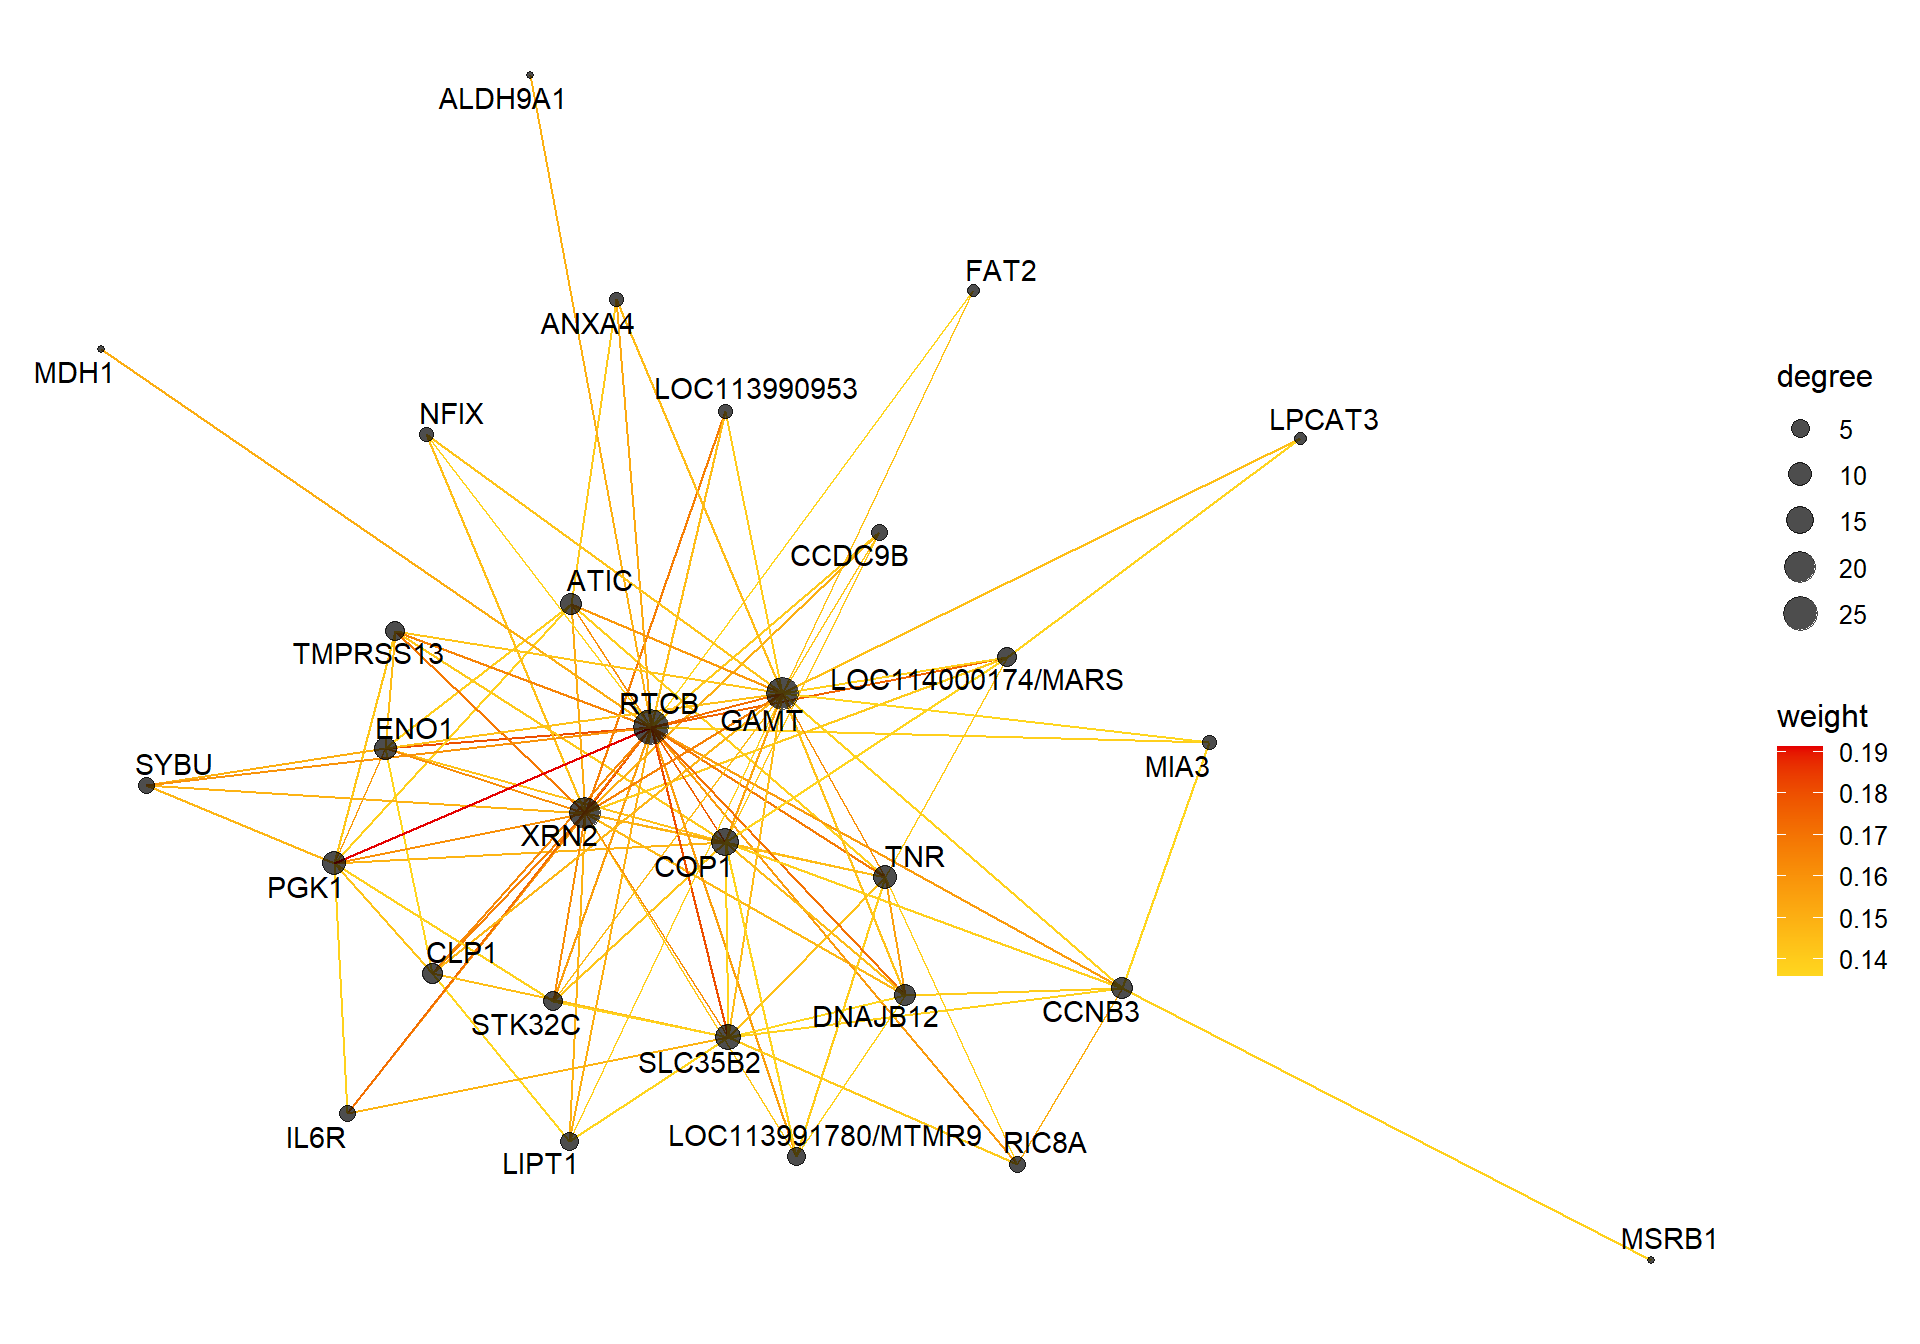 ALDH9A1
FAT2
ANXA4
MDH1
LOC113990953
NFIX
LPCAT3
CCDC9B
ATIC
TMPRSS13
LOC114000174/MARS
RTCB
GAMT
ENO1
SYBU
MIA3
XRN2
COP1
TNR
PGK1
CLP1
STK32C
DNAJB12
CCNB3
SLC35B2
IL6R
LIPT1
LOC113991780/MTMR9
RIC8A
MSRB1
degree
5
10
15
20
25
weight
0.19
0.18
0.17
0.16
0.15
0.14